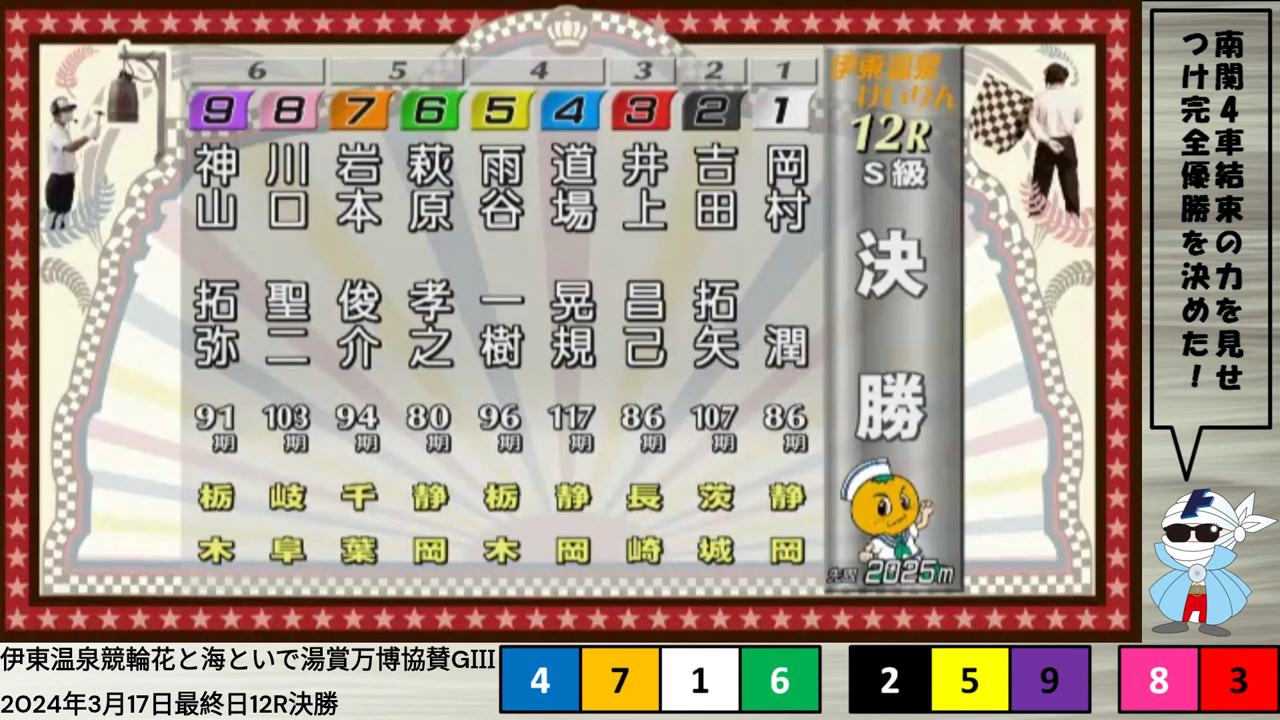 南関4車結束の力を見せ
つけ完全優勝を決めた！
伊東温泉
けいりん
12R
S級
決勝
先頭 2025m
1 2 3 4 5 6
1 岡村 潤 86期 静岡
2 吉田 拓矢 107期 茨城
3 井上 昌己 86期 長崎
4 道場 晃規 117期 静岡
5 雨谷 一樹 96期 栃木
6 萩原 孝之 80期 静岡
7 岩本 俊介 94期 千葉
8 川口 聖二 103期 岐阜
9 神山 拓弥 91期 栃木
伊東温泉競輪花と海といで湯賞万博協賛GIII
2024年3月17日最終日12R決勝
4 7 1 6 2 5 9 8 3
F